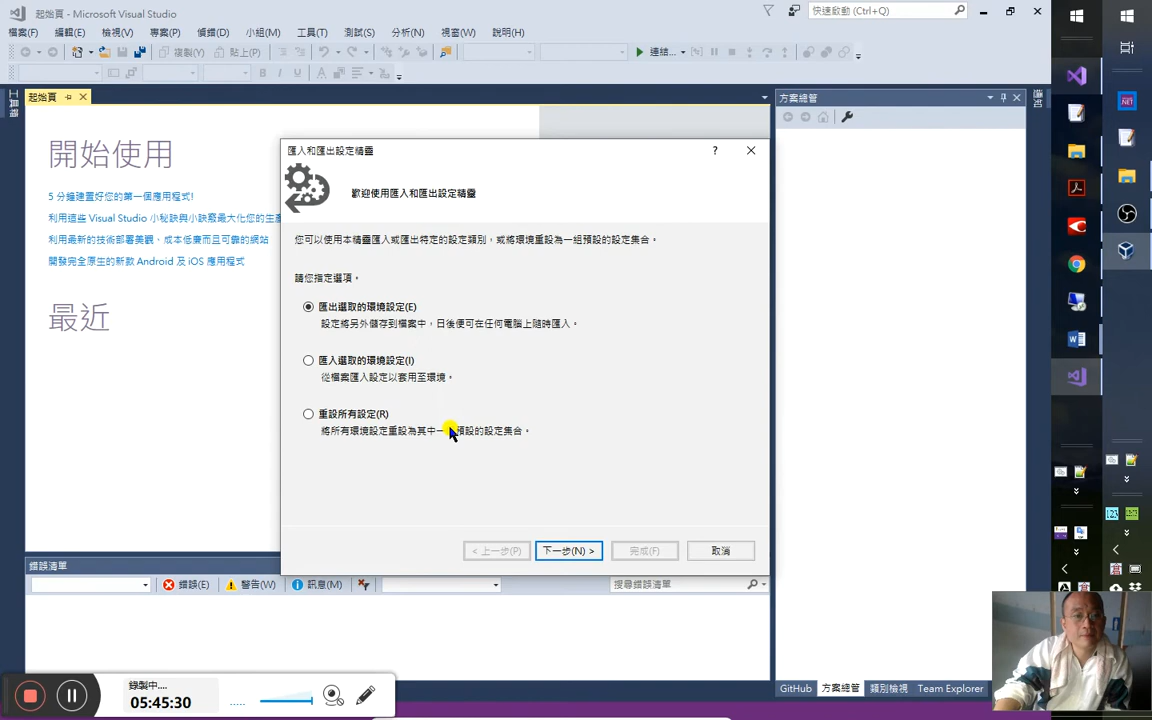 起始頁 - Microsoft Visual Studio
快速啟動 (Ctrl+Q)
檔案(F) 編輯(E) 檢視(V) 專案(P) 偵錯(D) 小組(M) 工具(T) 測試(S) 分析(N) 視窗(W) 說明(H)
複製(Y) 貼上(H) 連結...
B I U A
工具箱
起始頁
方案總管
通知
開始使用
5 分鐘建置好您的第一個應用程式!
利用這些 Visual Studio 小秘訣與小訣竅最大化您的生產
利用最新的技術部署美觀、成本低廉而且可靠的網站
開發完全原生的新款 Android 及 iOS 應用程式
最近
匯入和匯出設定精靈
?
歡迎使用匯入和匯出設定精靈
您可以使用本精靈匯入或匯出特定的設定類別，或將環境重設為一組預設的設定集合。
請您指定選項。
匯出選取的環境設定(E)
設定將另外儲存到檔案中，日後便可在任何電腦上隨時匯入。
匯入選取的環境設定(I)
從檔案匯入設定以套用至環境。
重設所有設定(R)
將所有環境設定重設為其中一 預設的設定集合。
< 上一步(P)
下一步(N) >
完成(F)
取消
錯誤清單
錯誤(E) 警告(W) 訊息(M)
搜尋錯誤清單
GitHub 方案總管 類別檢視 Team Explorer
錄製中....
05:45:30
.....
.NET
123